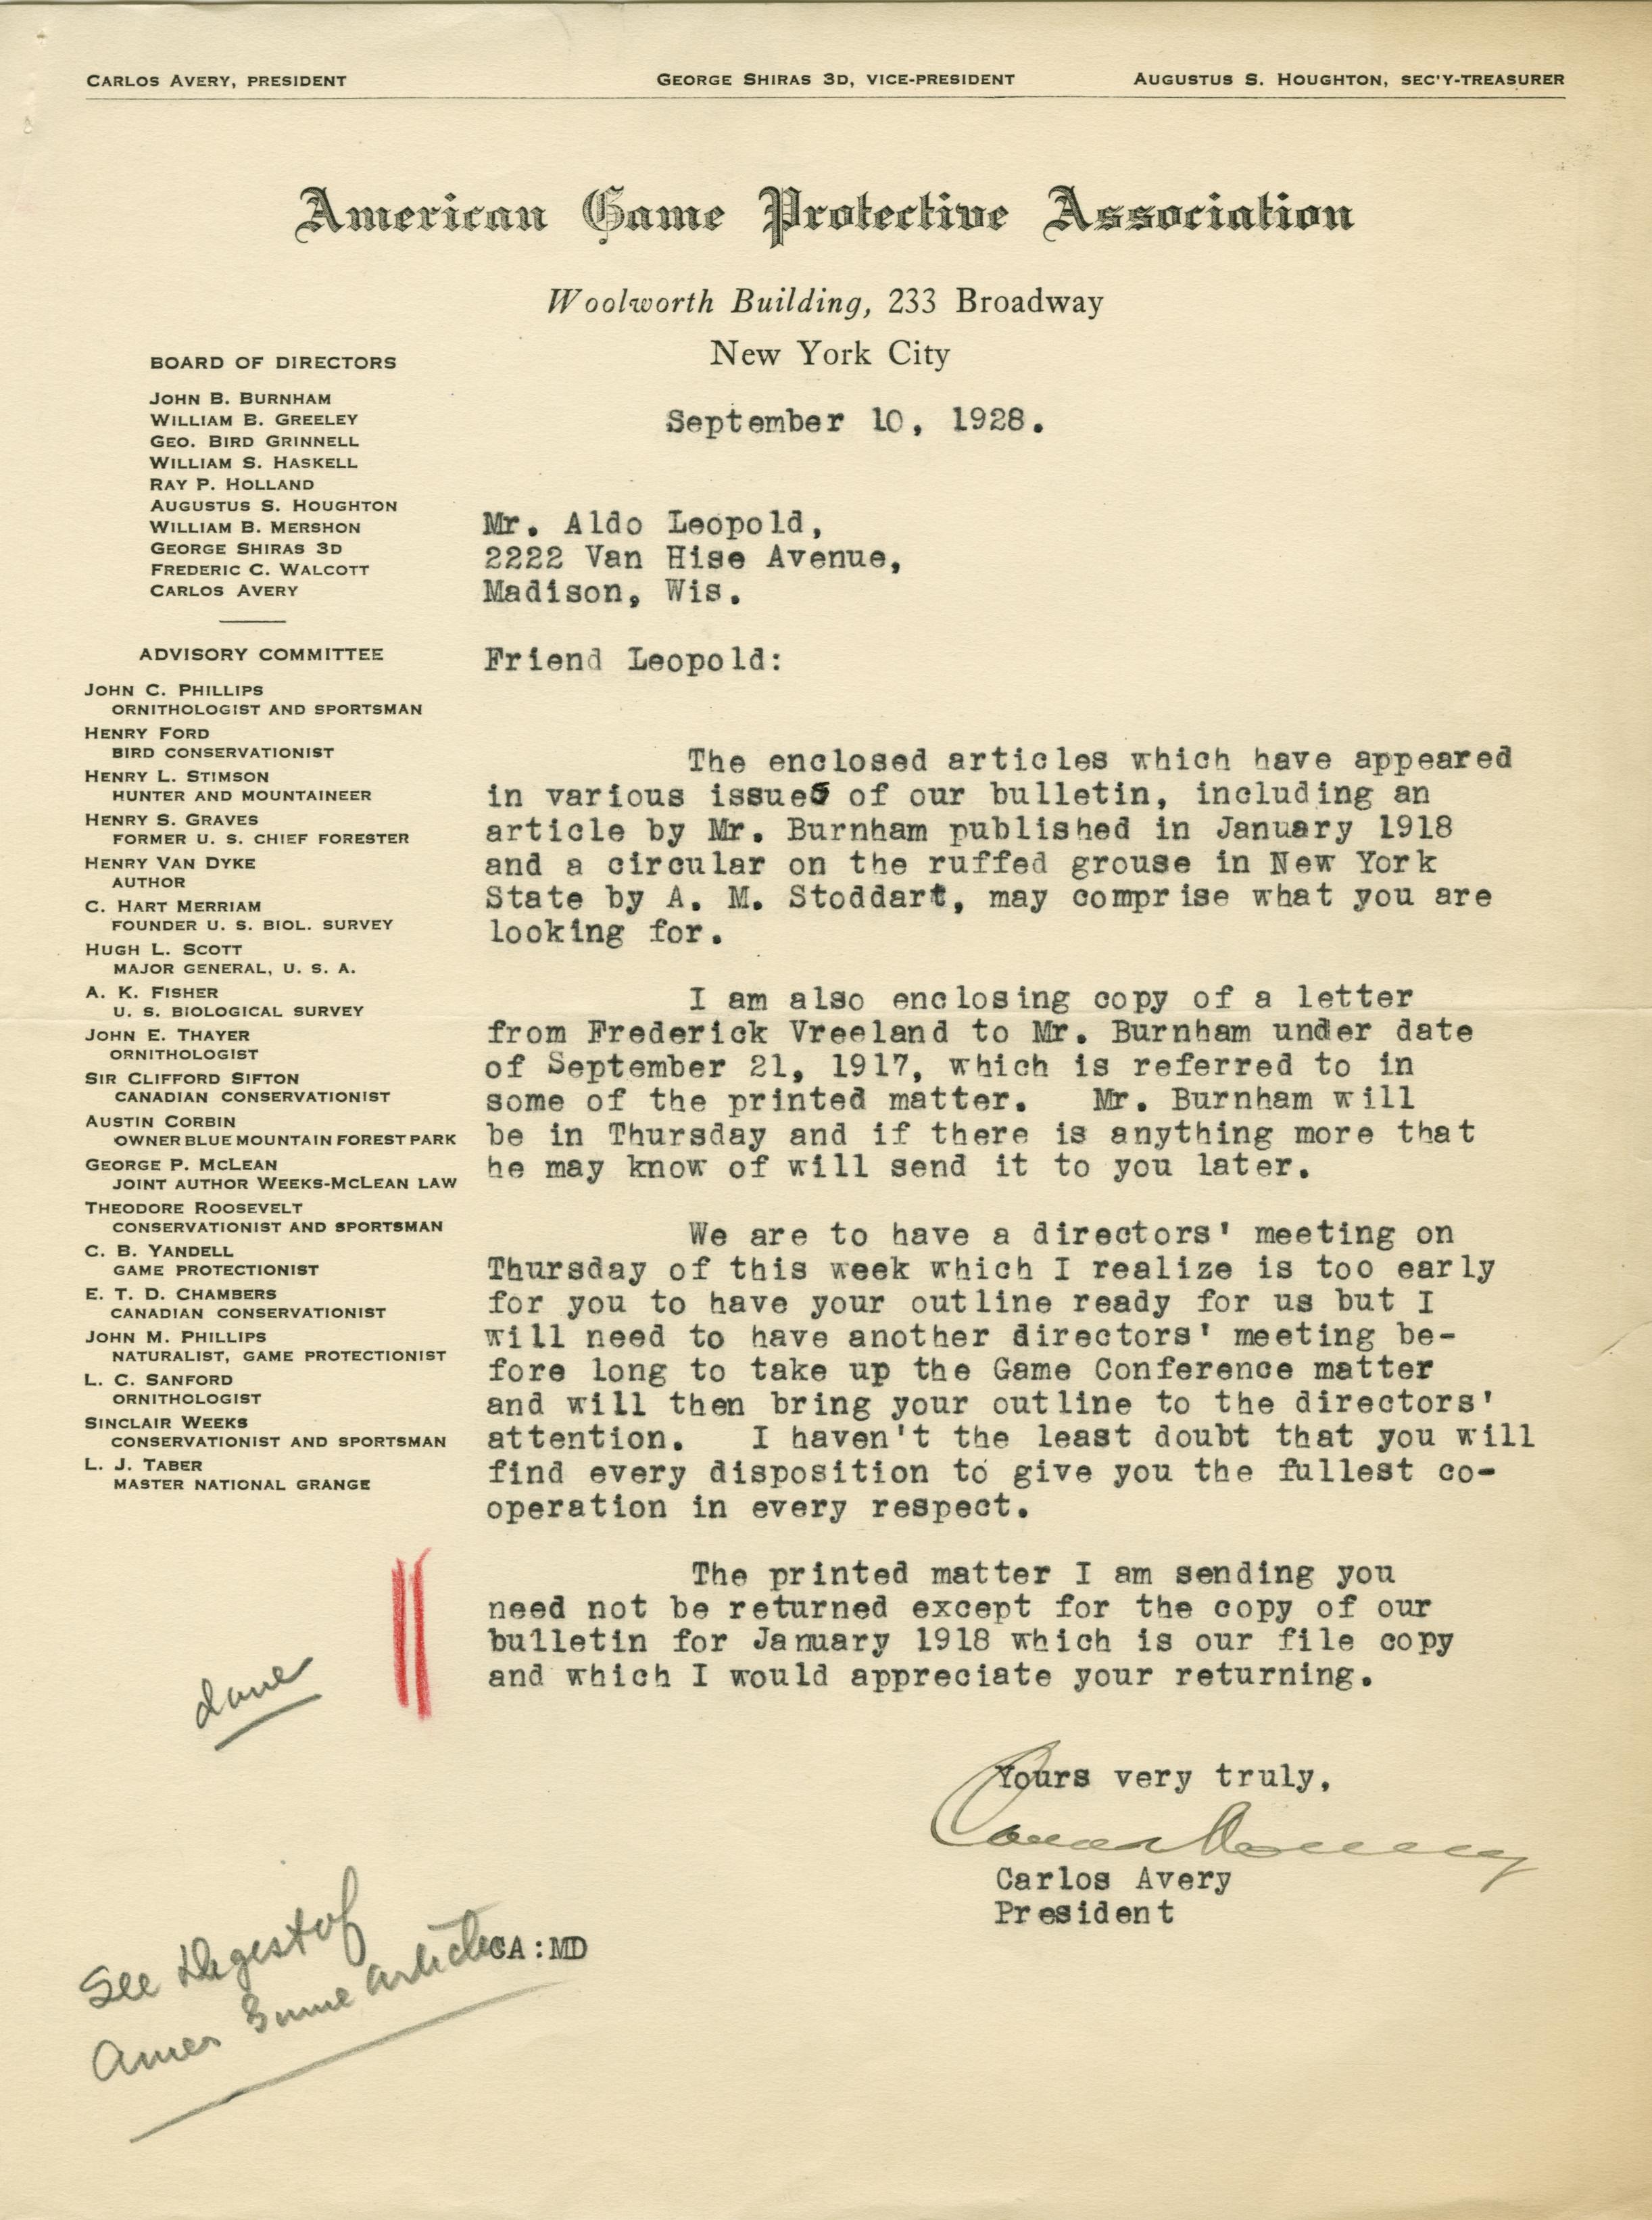 CARLOS AVERY, PRESIDENT
GEORGE SHIRAS 3D, VICE-PRESIDENT
AUGUSTUS S. HOUGHTON, SEC'Y-TREASURER
American Game Protective Association
Woolworth Building, 233 Broadway
New York City
BOARD OF DIRECTORS
JOHN B. BURNHAM
WILLIAM B. GREELEY
GEO. BIRD GRINNELL
WILLIAM S. HASKELL
RAY P. HOLLAND
AUGUSTUS S. HOUGHTON
WILLIAM B. MERSHON
GEORGE SHIRAS 3D
FREDERIC C. WALCOTT
CARLOS AVERY
ADVISORY COMMITTEE
JOHN C. PHILLIPS
ORNITHOLOGIST AND SPORTSMAN
HENRY FORD
BIRD CONSERVATIONIST
HENRY L. STIMSON
HUNTER AND MOUNTAINEER
HENRY S. GRAVES
FORMER U. S. CHIEF FORESTER
HENRY VAN DYKE
AUTHOR
C. HART MERRIAM
FOUNDER U. S. BIOL. SURVEY
HUGH L. SCOTT
MAJOR GENERAL, U. S. A.
A. K. FISHER
U. S. BIOLOGICAL SURVEY
JOHN E. THAYER
ORNITHOLOGIST
SIR CLIFFORD SIFTON
CANADIAN CONSERVATIONIST
AUSTIN CORBIN
OWNER BLUE MOUNTAIN FOREST PARK
GEORGE P. MCLEAN
JOINT AUTHOR WEEKS-MCLEAN LAW
THEODORE ROOSEVELT
CONSERVATIONIST AND SPORTSMAN
C. B. YANDELL
GAME PROTECTIONIST
E. T. D. CHAMBERS
CANADIAN CONSERVATIONIST
JOHN M. PHILLIPS
NATURALIST, GAME PROTECTIONIST
L. C. SANFORD
ORNITHOLOGIST
SINCLAIR WEEKS
CONSERVATIONIST AND SPORTSMAN
L. J. TABER
MASTER NATIONAL GRANGE
September 10, 1928.
Mr. Aldo Leopold,
2222 Van Hise Avenue,
Madison, Wis.
Friend Leopold:
The enclosed articles which have appeared
in various issues of our bulletin, including an
article by Mr. Burnham published in January 1918
and a circular on the ruffed grouse in New York
State by A. M. Stoddart, may comprise what you are
looking for.
I am also enclosing copy of a letter
from Frederick Vreeland to Mr. Burnham under date
of September 21, 1917, which is referred to in
some of the printed matter. Mr. Burnham will
be in Thursday and if there is anything more that
he may know of will send it to you later.
We are to have a directors' meeting on
Thursday of this week which I realize is too early
for you to have your outline ready for us but I
will need to have another directors' meeting be-
fore long to take up the Game Conference matter
and will then bring your outline to the directors'
attention. I haven't the least doubt that you will
find every disposition to give you the fullest co-
operation in every respect.
The printed matter I am sending you
need not be returned except for the copy of our
bulletin for January 1918 which is our file copy
and which I would appreciate your returning.
done
Yours very truly,
Carlos Avery
Carlos Avery
President
CA:MD
See Digest of
Amer Game articles